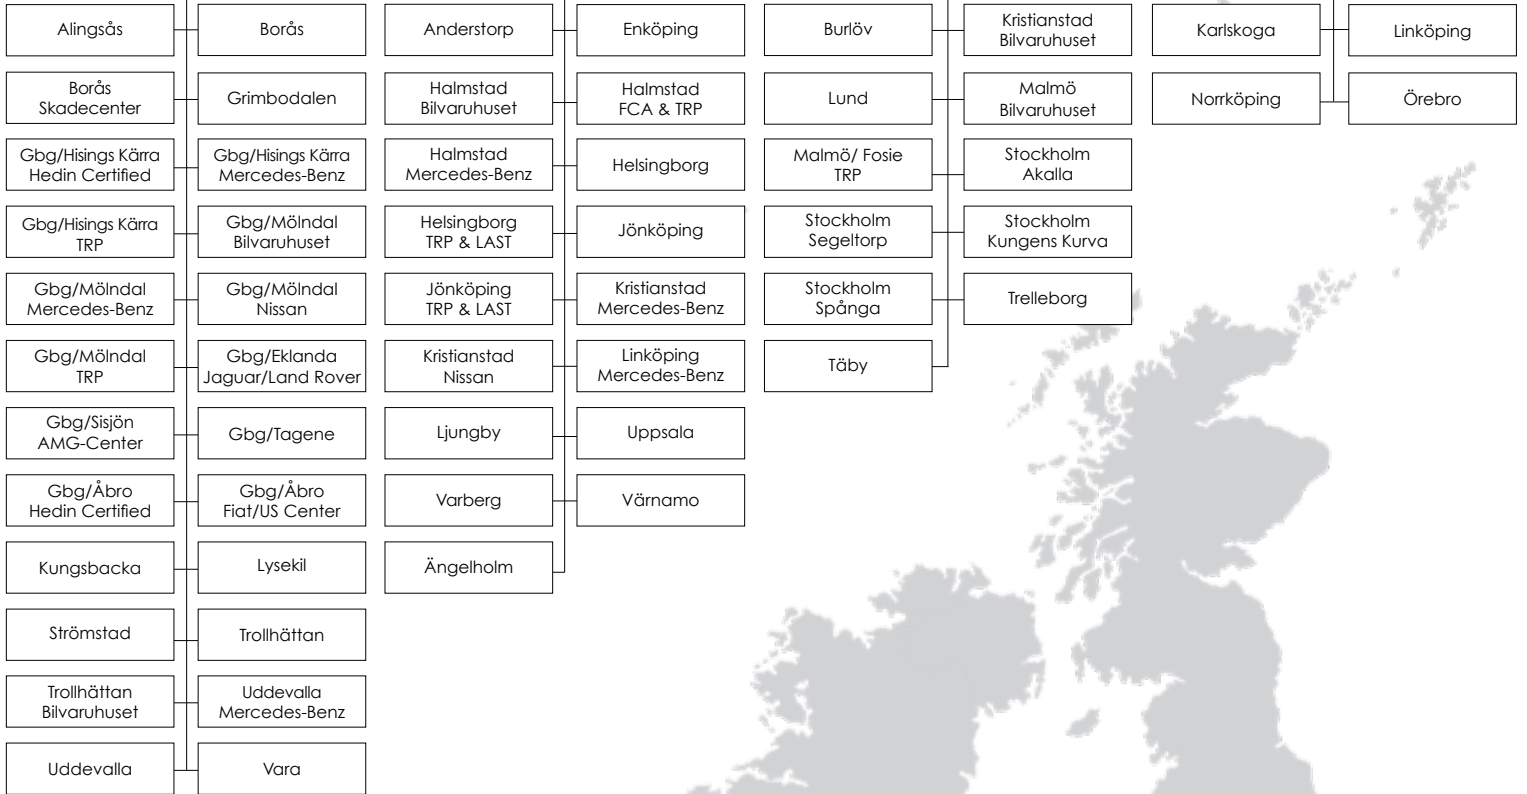 Alingsås
Borås
Borås
Skadecenter
Grimbodalen
Gbg/Hisings Kärra
Hedin Certified
Gbg/Hisings Kärra
Mercedes-Benz
Gbg/Hisings Kärra
TRP
Gbg/Mölndal
Bilvaruhuset
Gbg/Mölndal
Mercedes-Benz
Gbg/Mölndal
Nissan
Gbg/Mölndal
TRP
Gbg/Eklanda
Jaguar/Land Rover
Gbg/Sisjön
AMG-Center
Gbg/Tagene
Gbg/Åbro
Hedin Certified
Gbg/Åbro
Fiat/US Center
Kungsbacka
Lysekil
Strömstad
Trollhättan
Trollhättan
Bilvaruhuset
Uddevalla
Mercedes-Benz
Uddevalla
Vara
Anderstorp
Enköping
Halmstad
Bilvaruhuset
Halmstad
FCA & TRP
Halmstad
Mercedes-Benz
Helsingborg
Helsingborg
TRP & LAST
Jönköping
Jönköping
TRP & LAST
Kristianstad
Mercedes-Benz
Kristianstad
Nissan
Linköping
Mercedes-Benz
Ljungby
Uppsala
Varberg
Värnamo
Ängelholm
Burlöv
Kristianstad
Bilvaruhuset
Lund
Malmö
Bilvaruhuset
Malmö/ Fosie
TRP
Stockholm
Akalla
Stockholm
Segeltorp
Stockholm
Kungens Kurva
Stockholm
Spånga
Trelleborg
Täby
Karlskoga
Linköping
Norrköping
Örebro